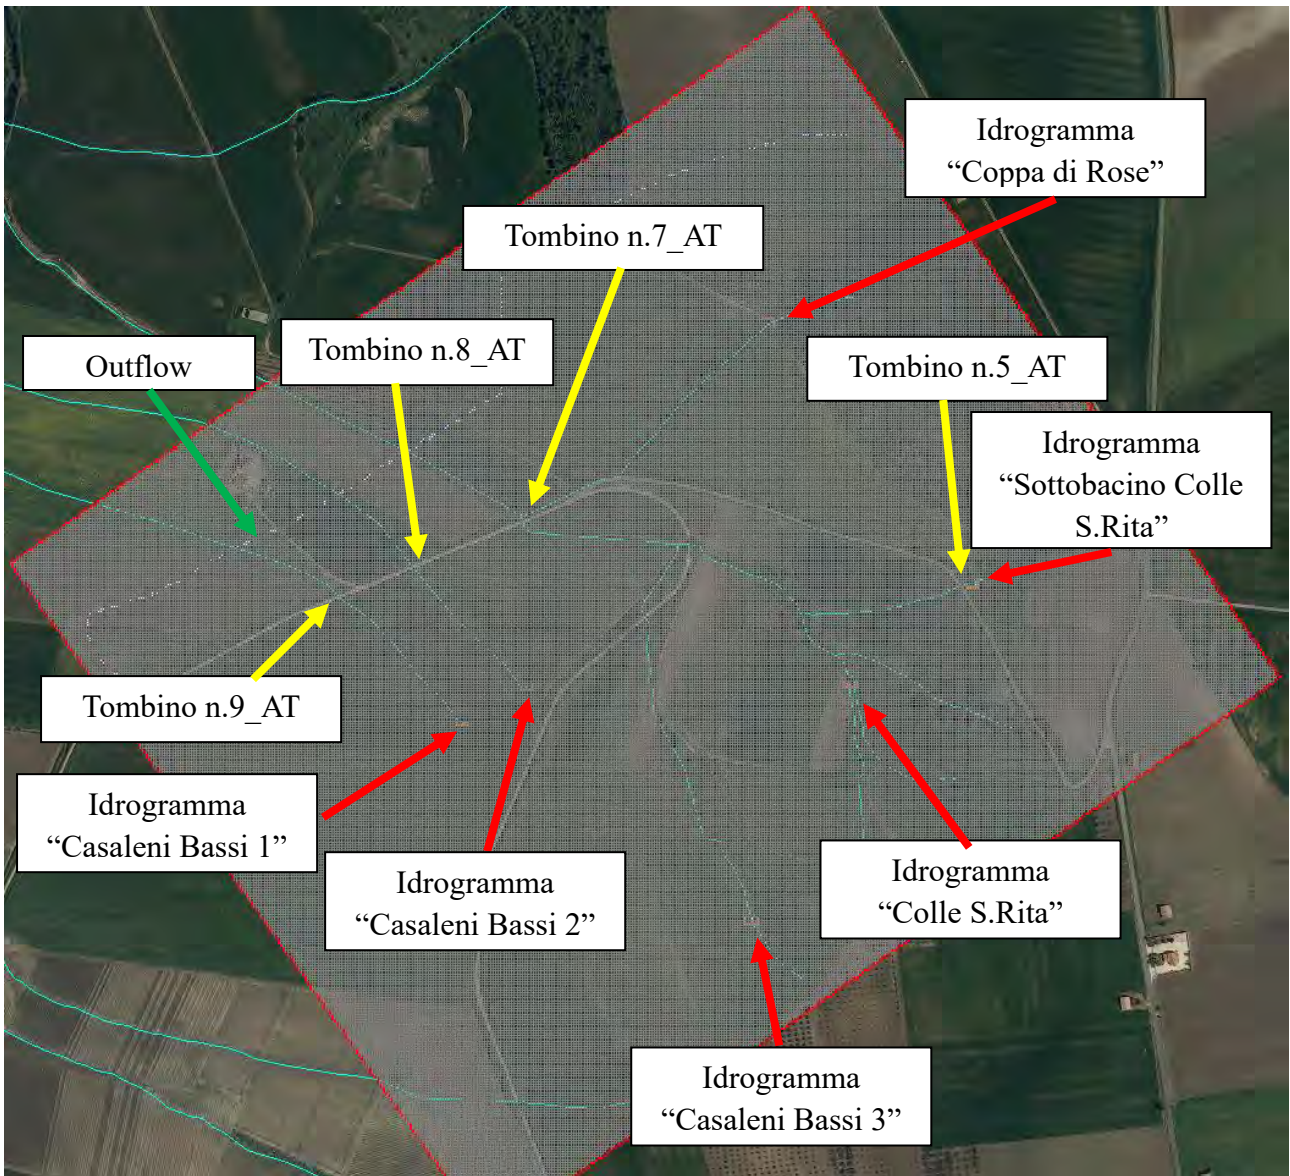 Idrogramma
“Coppa di Rose”
Tombino n.7_AT
Tombino n.8_AT
Outflow
Tombino n.5_AT
Idrogramma
“Sottobacino Colle
S.Rita”
Tombino n.9_AT
Idrogramma
“Casaleni Bassi 1”
Idrogramma
“Casaleni Bassi 2”
Idrogramma
“Colle S.Rita”
Idrogramma
“Casaleni Bassi 3”